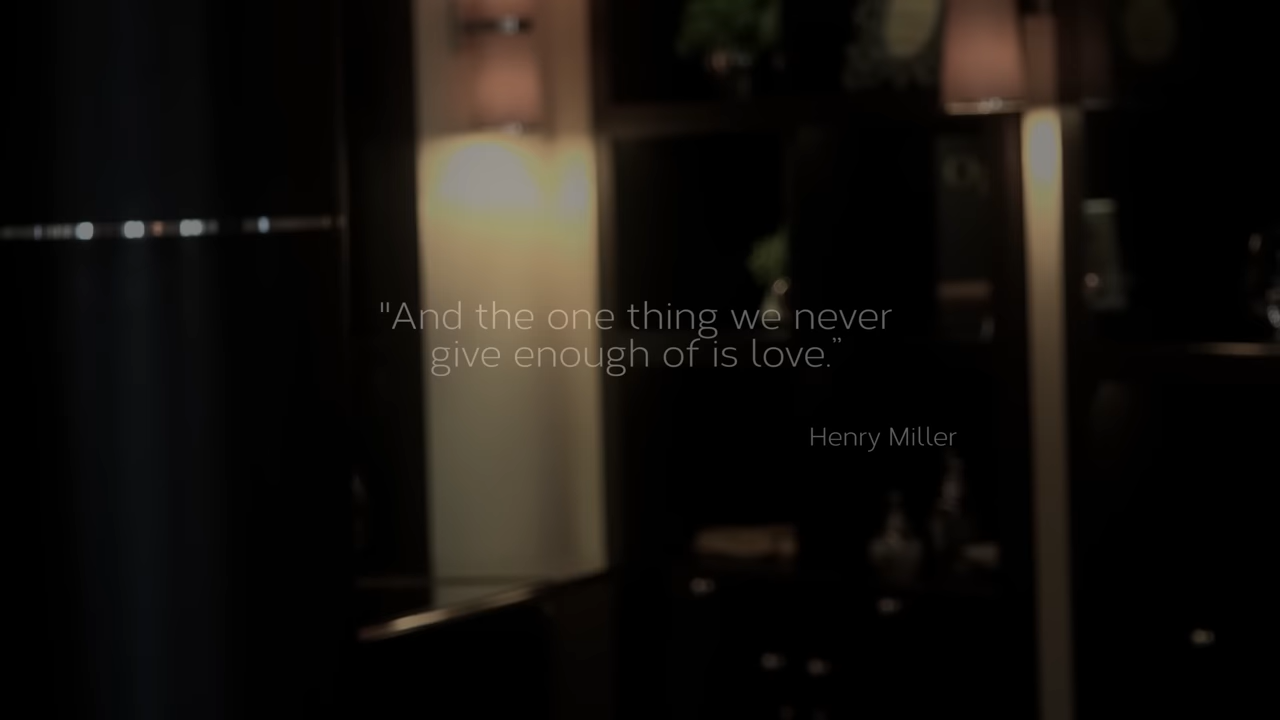 "And the one thing we never
give enough of is love.”
Henry Miller